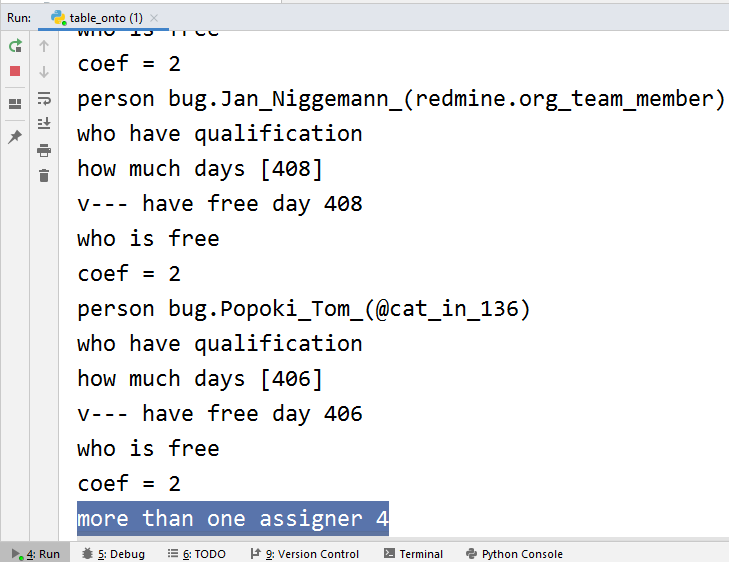 Run:
table_onto (1)
who is free
coef = 2
person bug.Jan_Niggemann_(redmine.org_team_member)
who have qualification
how much days [408]
v--- have free day 408
who is free
coef = 2
person bug.Popoki_Tom_(@cat_in_136)
who have qualification
how much days [406]
v--- have free day 406
who is free
coef = 2
more than one assigner 4
4: Run
5: Debug
6: TODO
9: Version Control
Terminal
Python Console